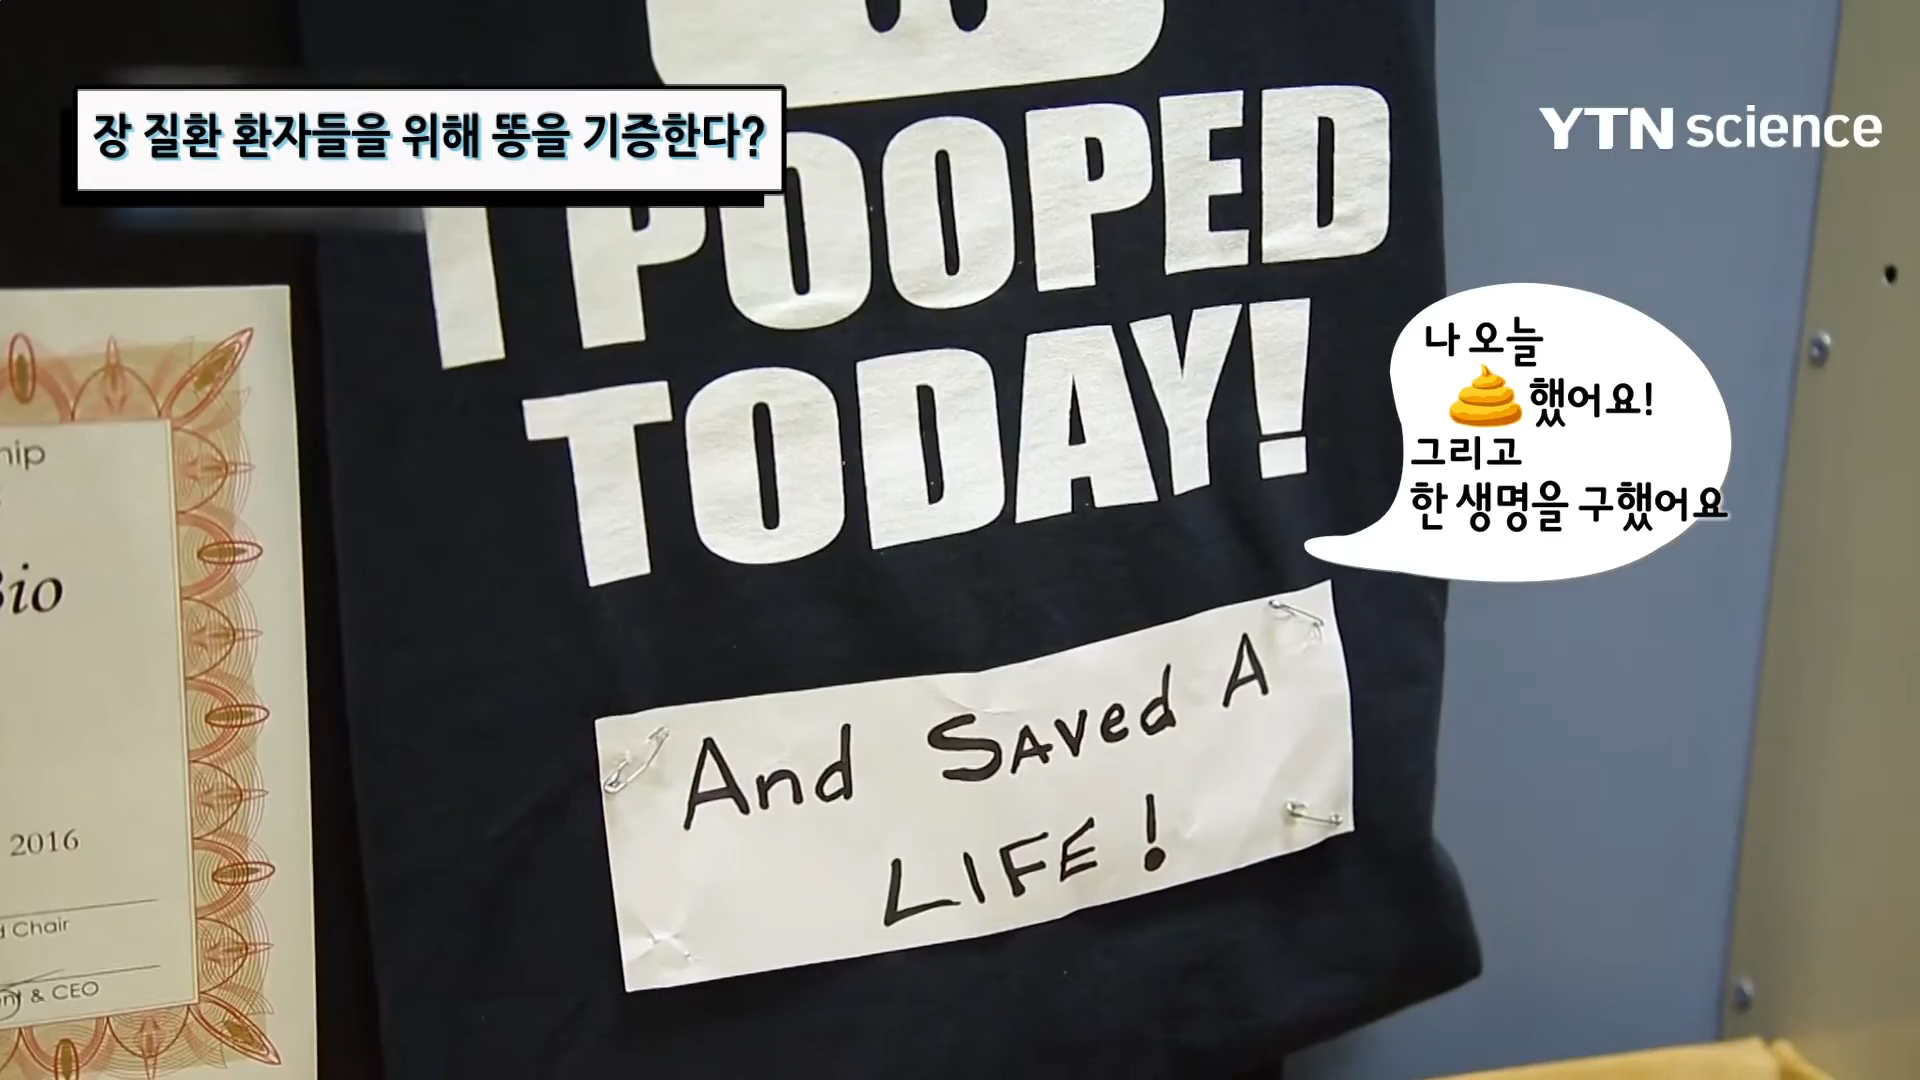 장 질환 환자들을 위해 똥을 기증한다?
YTN science
I POOPED
TODAY!
And Saved A
LIFE!
나 오늘
했어요!
그리고
한 생명을 구했어요
2016
Chair
& CEO